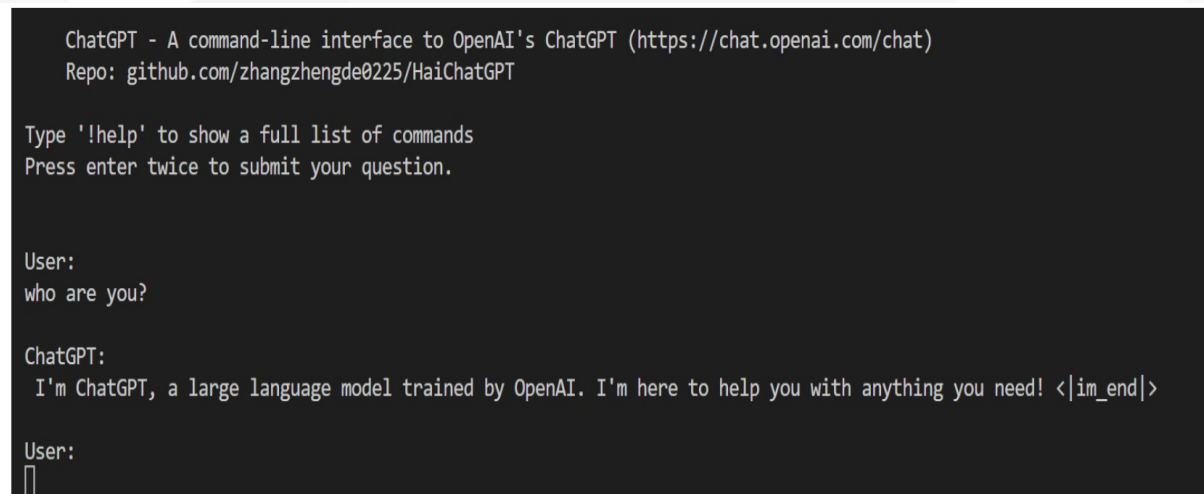 ChatGPT - A command-line interface to OpenAI's ChatGPT (https://chat.openai.com/chat)
Repo: github.com/zhangzhengde0225/HaiChatGPT
Type '!help' to show a full list of commands
Press enter twice to submit your question.
User:
who are you?
ChatGPT:
I'm ChatGPT, a large language model trained by OpenAI. I'm here to help you with anything you need! <|im_end|>
User: